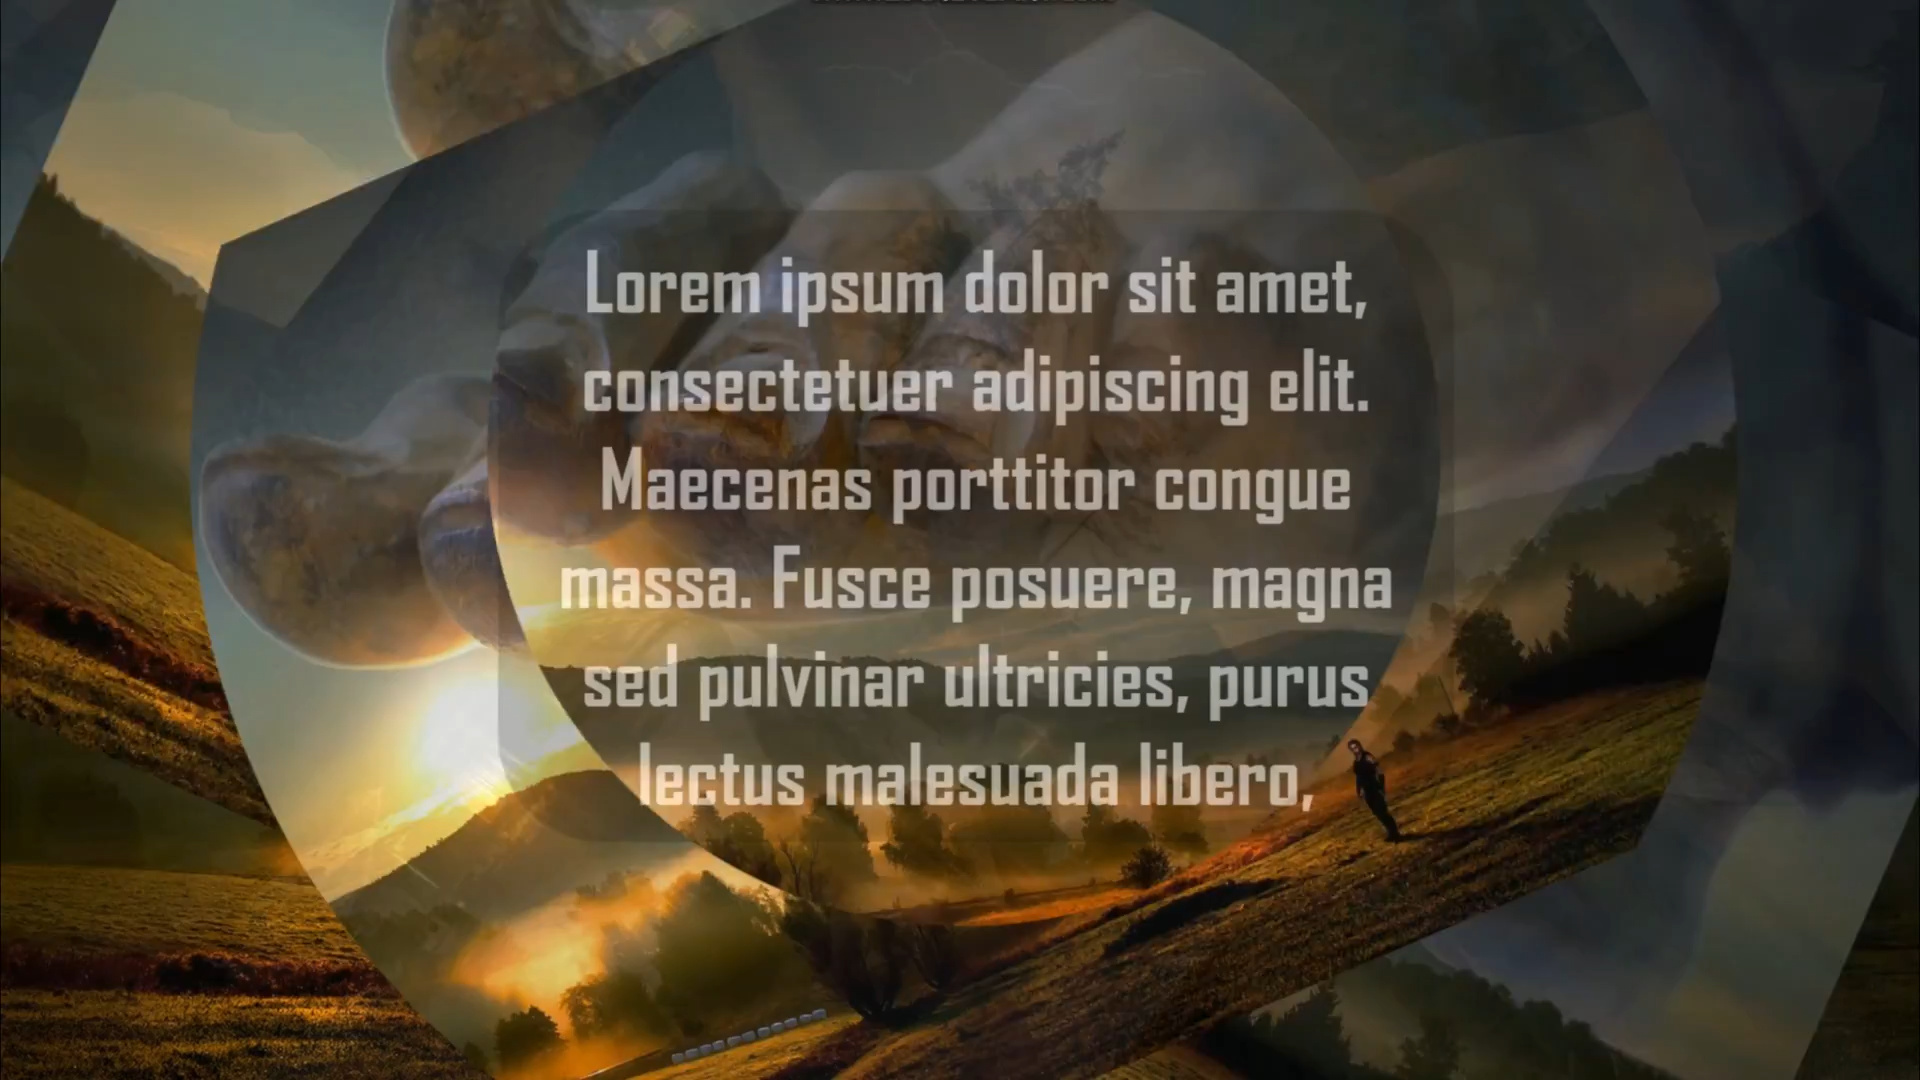 Lorem ipsum dolor sit amet,
consectetuer adipiscing elit.
Maecenas porttitor congue
massa. Fusce posuere, magna
sed pulvinar ultricies, purus
lectus malesuada libero,